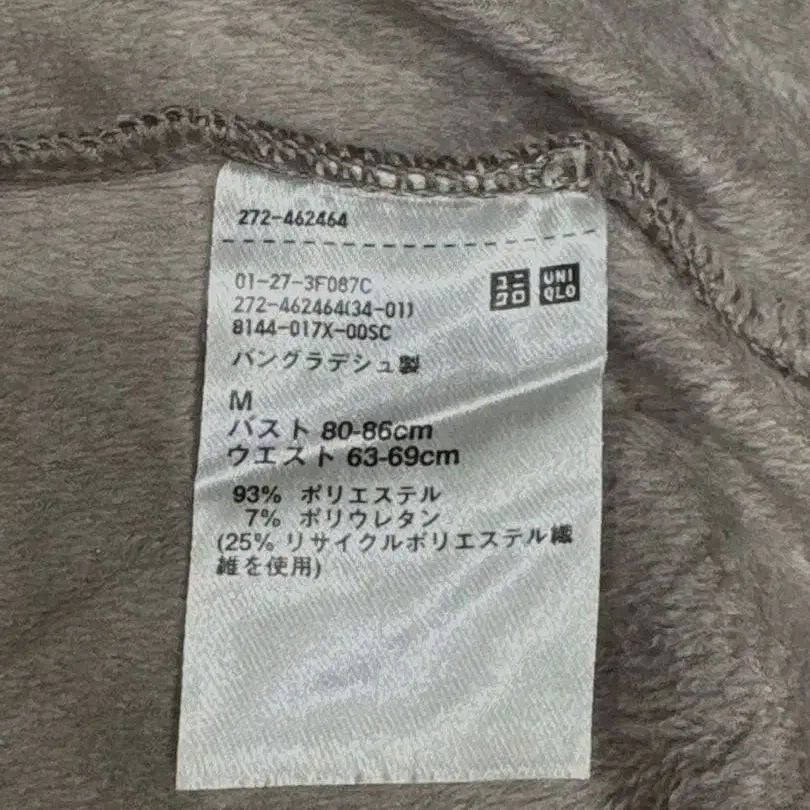 272-462464
01-27-3F087C
ユニ
クロ
UNI
QLO
272-462464(34-01)
8144-017X-00SC
バングラデシュ製
M
バスト 80-86cm
ウエスト 63-69cm
93% ポリエステル
7% ポリウレタン
(25% リサイクルポリエステル繊
維を使用)